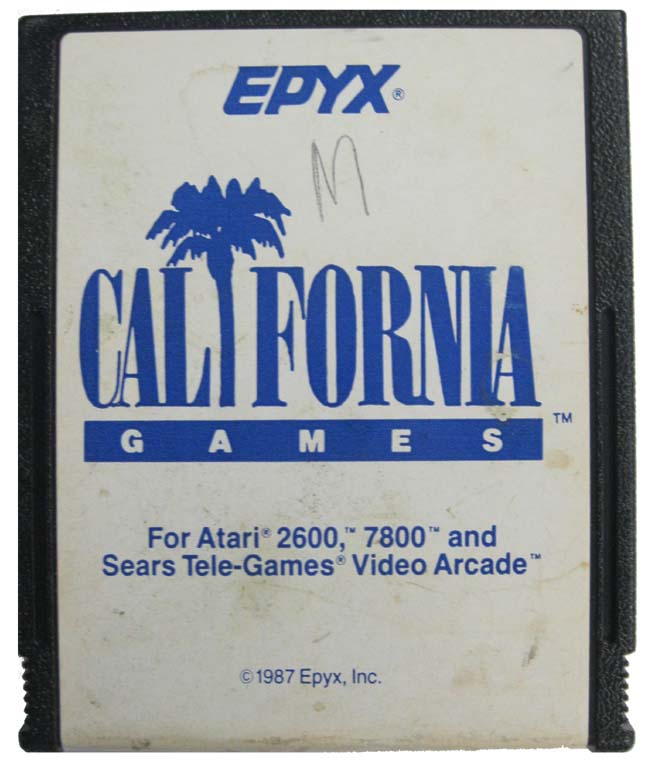 EPYX®
M
CALIFORNIA
GAMES™
For Atari® 2600,™ 7800™ and
Sears Tele-Games® Video Arcade™
©1987 Epyx, Inc.